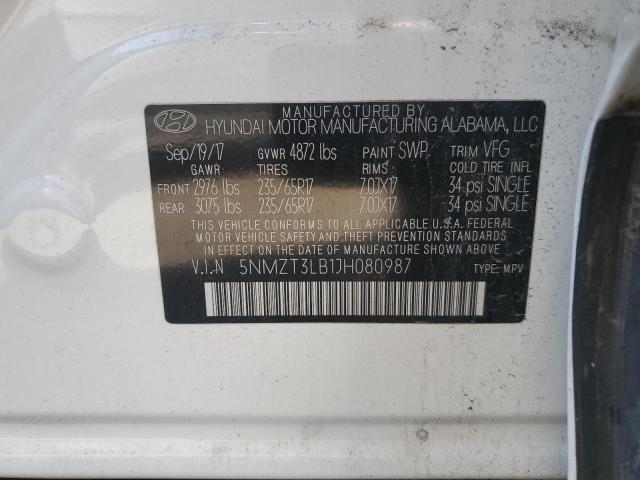 MANUFACTURED BY
HYUNDAI MOTOR MANUFACTURING ALABAMA, LLC
Sep/19/17 GVWR 4872 lbs PAINT SWP TRIM VFG
GAWR TIRES RIMS COLD TIRE INFL
FRONT 2976 lbs 235/65R17 7.0JX17 34 psi SINGLE
REAR 3075 lbs 235/65R17 7.0JX17 34 psi SINGLE
THIS VEHICLE CONFORMS TO ALL APPLICABLE U.S.A FEDERAL
MOTOR VEHICLE SAFETY AND THEFT PREVENTION STANDARDS
IN EFFECT ON THE DATE OF MANUFACTURE SHOWN ABOVE.
V.I.N 5NMZT3LB1JH080987 TYPE: MPV